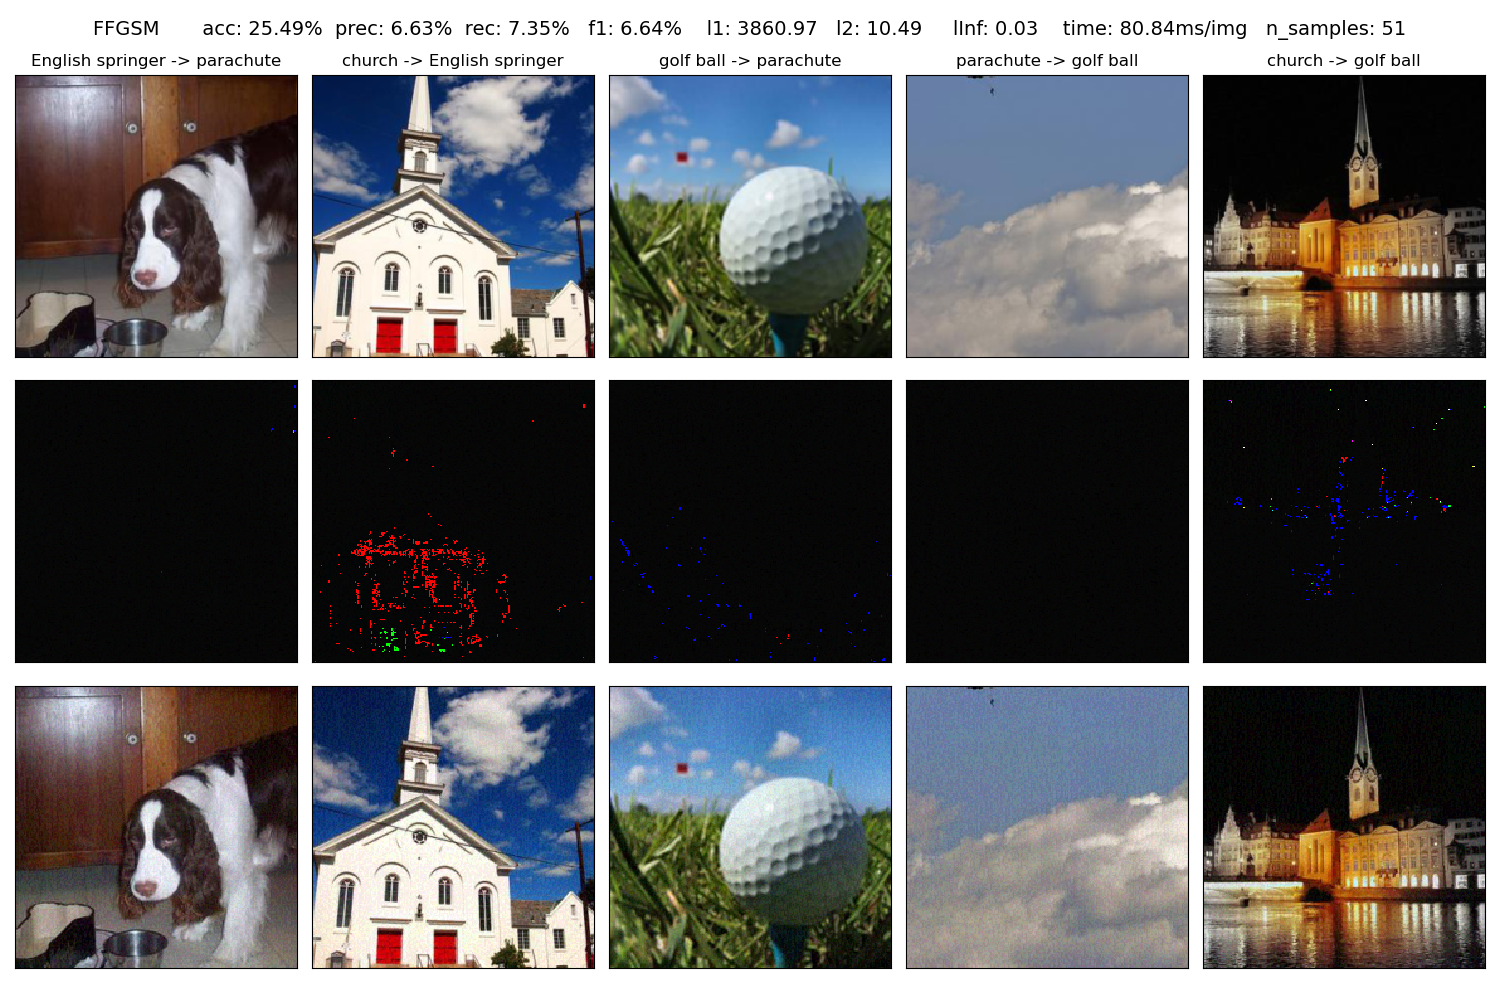 FFGSM acc: 25.49% prec: 6.63% rec: 7.35% f1: 6.64% l1: 3860.97 l2: 10.49 lInf: 0.03 time: 80.84ms/img n_samples: 51
English springer -> parachute church -> English springer golf ball -> parachute parachute -> golf ball church -> golf ball